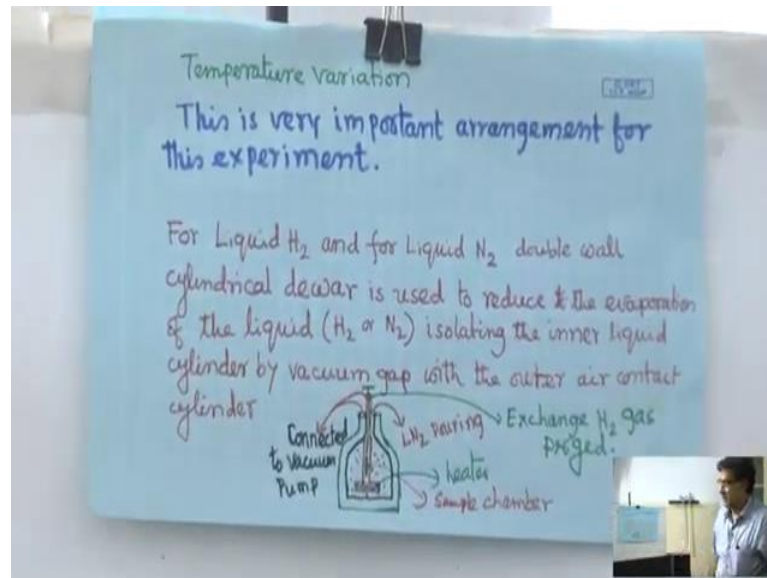 Temperature variation
This is very important arrangement for
this experiment.
For Liquid H2 and for Liquid N2 double wall
cylindrical dewar is used to reduce the evaporation
of the liquid (H2 or N2) isolating the inner liquid
cylinder by vacuum gap with the outer air contact
cylinder
Connected
to vacuum
Pump
LN2 pouring
Exchange H2 gas
heater
Sample chamber